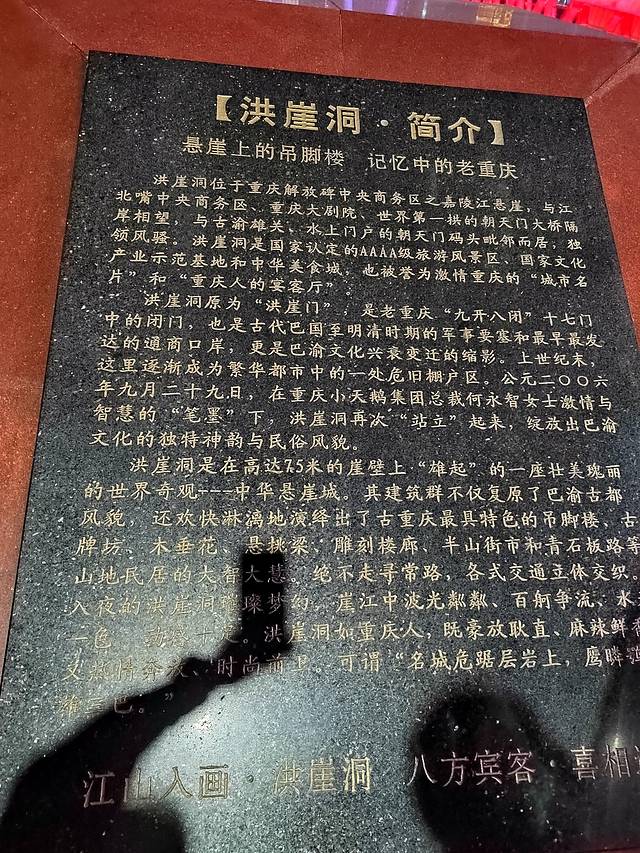 【洪崖洞·简介】
悬崖上的吊脚楼 记忆中的老重庆
洪崖洞位于重庆解放碑中央商务区之嘉陵江悬崖，与江
北嘴中央商务区、重庆大剧院、世界第一拱的朝天门大桥隔
岸相望，与古渝雄关、水上门户的朝天门码头毗邻而居，独
领风骚。洪崖洞是国家认定的AAAA级旅游风景区、国家文化
产业示范基地和中华美食城，也被誉为激情重庆的“城市名
片”和“重庆人的宴客厅”。
洪崖洞原为“洪崖门”，是老重庆“九开八闭”十七门
中的闭门，也是古代巴国至明清时期的军事要塞和最早最发
达的通商口岸，更是巴渝文化兴衰变迁的缩影。上世纪末，
这里逐渐成为繁华都市中的一处危旧棚户区。公元二〇〇六
年九月二十九日，在重庆小天鹅集团总裁何永智女士激情与
智慧的“笔墨”下，洪崖洞再次“站立”起来，绽放出巴渝
文化的独特神韵与民俗风貌。
洪崖洞是在高达75米的崖壁上“雄起”的一座壮美瑰丽
的世界奇观---中华悬崖城。其建筑群不仅复原了巴渝古都
风貌，还欢快淋漓地演绎出了古重庆最具特色的吊脚楼、古
牌坊、木垂花、悬挑梁、雕刻楼廊、半山街市和青石板路等
山地民居的大智大慧。绝不走寻常路，各式交通立体交织。
入夜的洪崖洞璀璨梦幻，崖江中波光粼粼、百舸争流、水
一色 十足。洪崖洞如重庆人，既豪放耿直、麻辣鲜
又热情奔放、时尚前卫。可谓“名城危踞层岩上，鹰瞵
雄三巴。”
江山入画·洪崖洞 八方宾客·喜相